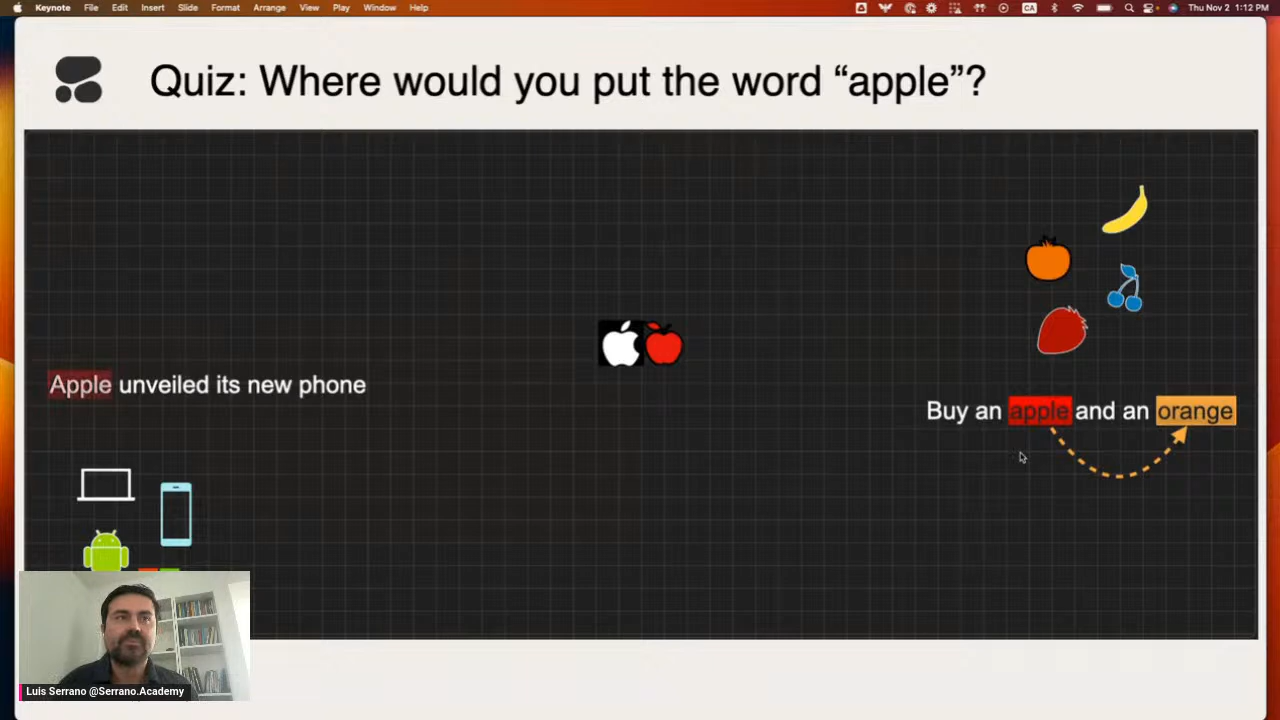 Keynote File Edit Insert Slide Format Arrange View Play Window Help CA Thu Nov 2 1:12 PM
Quiz: Where would you put the word “apple”?
Apple unveiled its new phone
Buy an apple and an orange
Luis Serrano @Serrano.Academy